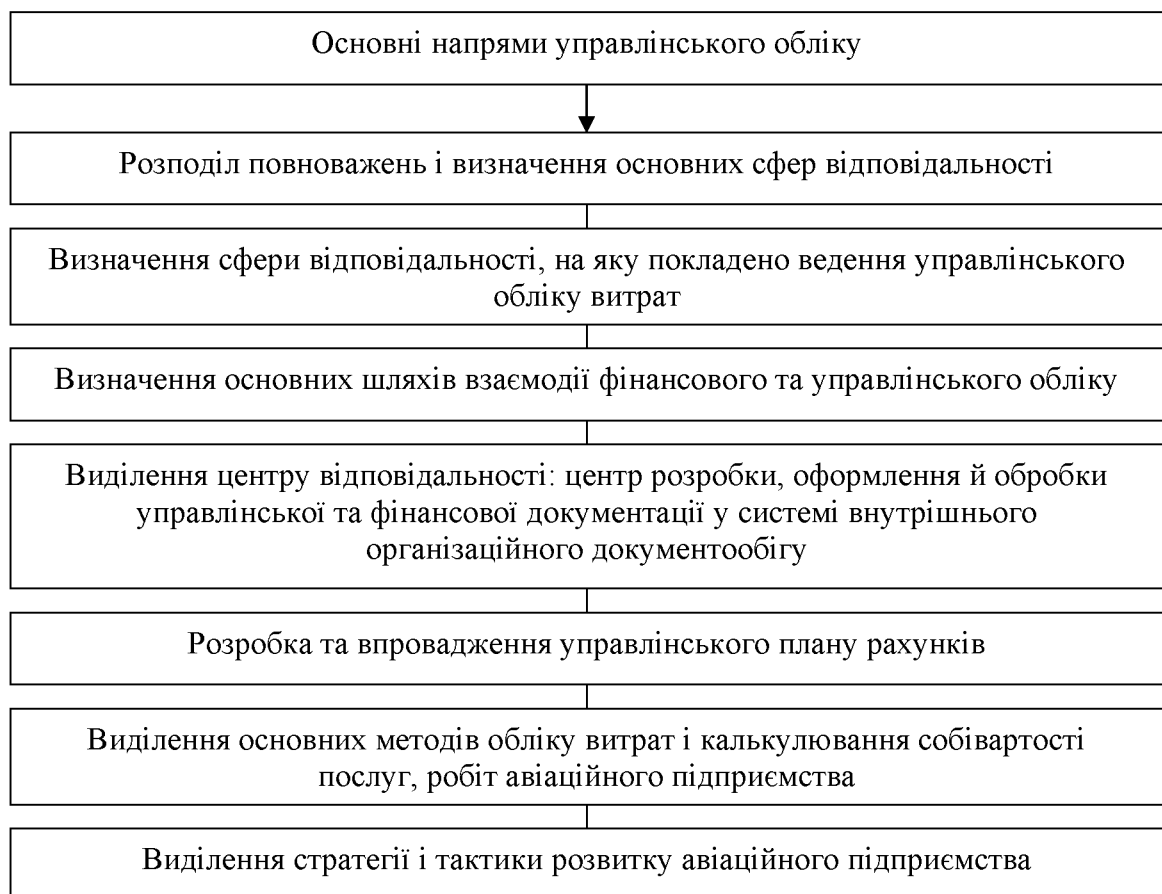 Основні напрями управлінського обліку
Розподіл повноважень і визначення основних сфер відповідальності
Визначення сфери відповідальності, на яку покладено ведення управлінського
обліку витрат
Визначення основних шляхів взаємодії фінансового та управлінського обліку
Виділення центру відповідальності: центр розробки, оформлення й обробки
управлінської та фінансової документації у системі внутрішнього
організаційного документообігу
Розробка та впровадження управлінського плану рахунків
Виділення основних методів обліку витрат і калькулювання собівартості
послуг, робіт авіаційного підприємства
Виділення стратегії і тактики розвитку авіаційного підприємства